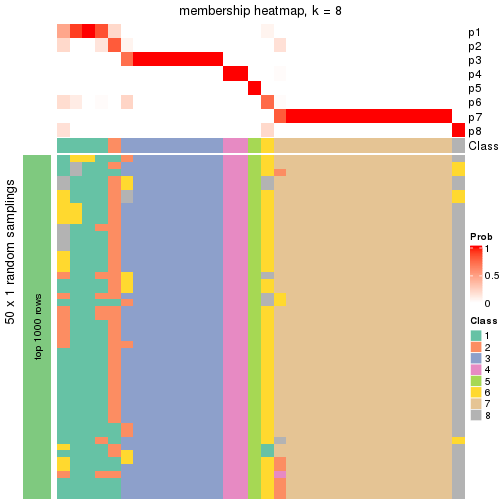 membership heatmap, k = 8
p1
p2
p3
p4
p5
p6
p7
p8
Class
50 x 1 random samplings
top 1000 rows
Prob
1
0.5
0
Class
1
2
3
4
5
6
7
8